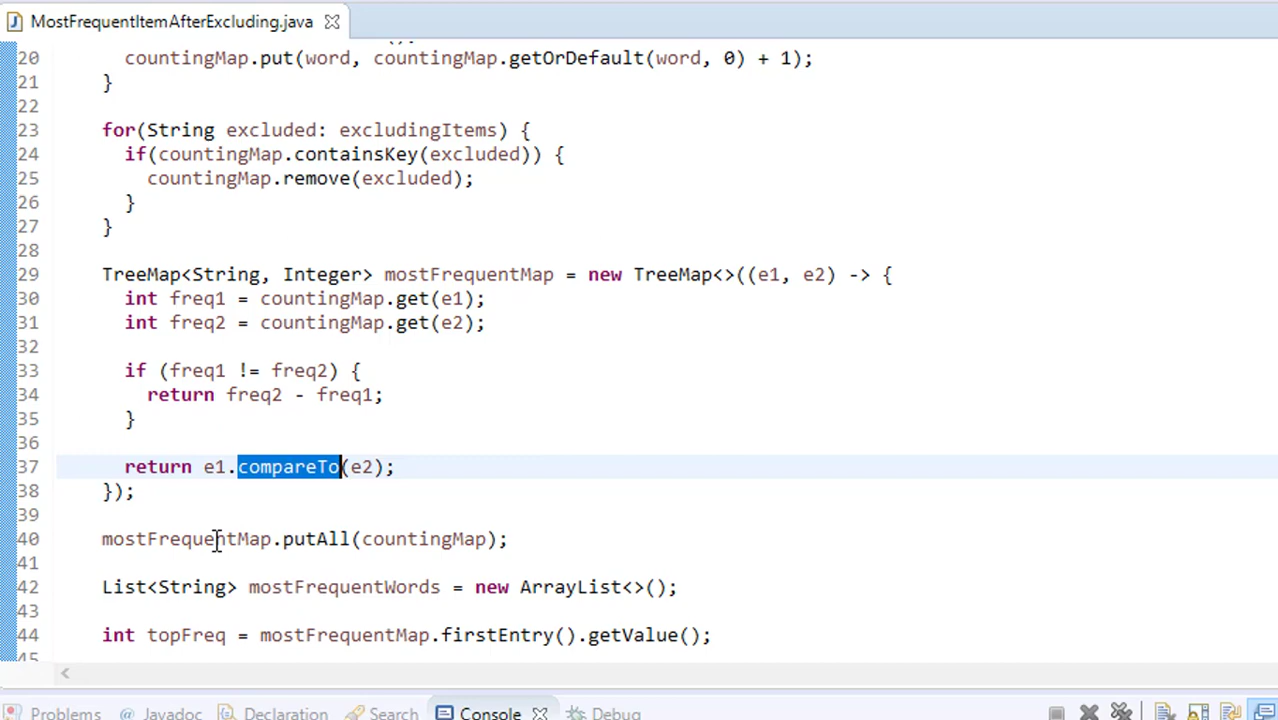 MostFrequentItemAfterExcluding.java
20 countingMap.put(word, countingMap.getOrDefault(word, 0) + 1);
21 }
22
23 for(String excluded: excludingItems) {
24 if(countingMap.containsKey(excluded)) {
25 countingMap.remove(excluded);
26 }
27 }
28
29 TreeMap<String, Integer> mostFrequentMap = new TreeMap<>((e1, e2) -> {
30 int freq1 = countingMap.get(e1);
31 int freq2 = countingMap.get(e2);
32
33 if (freq1 != freq2) {
34 return freq2 - freq1;
35 }
36
37 return e1.compareTo(e2);
38 });
39
40 mostFrequentMap.putAll(countingMap);
41
42 List<String> mostFrequentWords = new ArrayList<>();
43
44 int topFreq = mostFrequentMap.firstEntry().getValue();
45
Problems @ Javadoc Declaration Search Console Debug